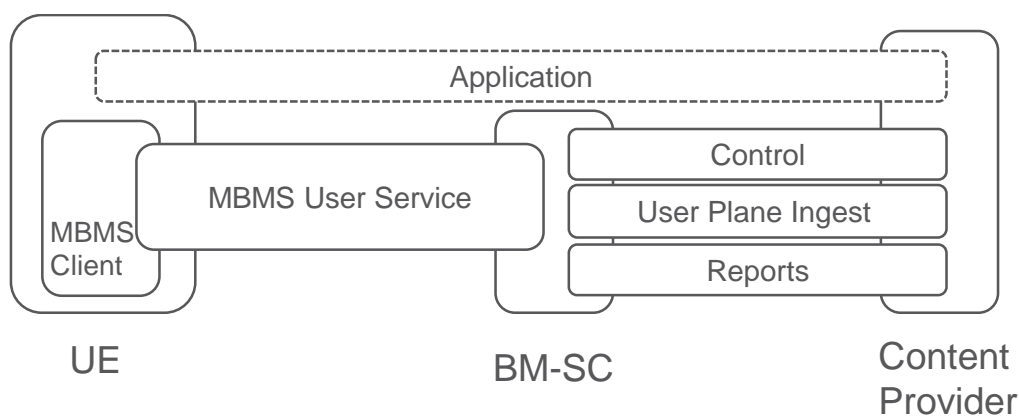 Application
Control
MBMS User Service
User Plane Ingest
MBMS
Client
Reports
UE
BM-SC
Content
Provider